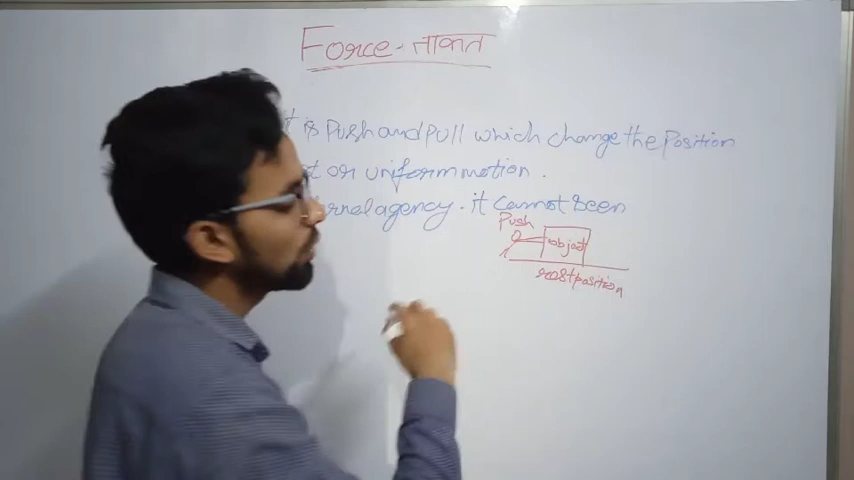 Force - ताकत
it is Push and Pull which change the Position
or uniform motion .
agency . it cannot Seen
Push
object
rest position